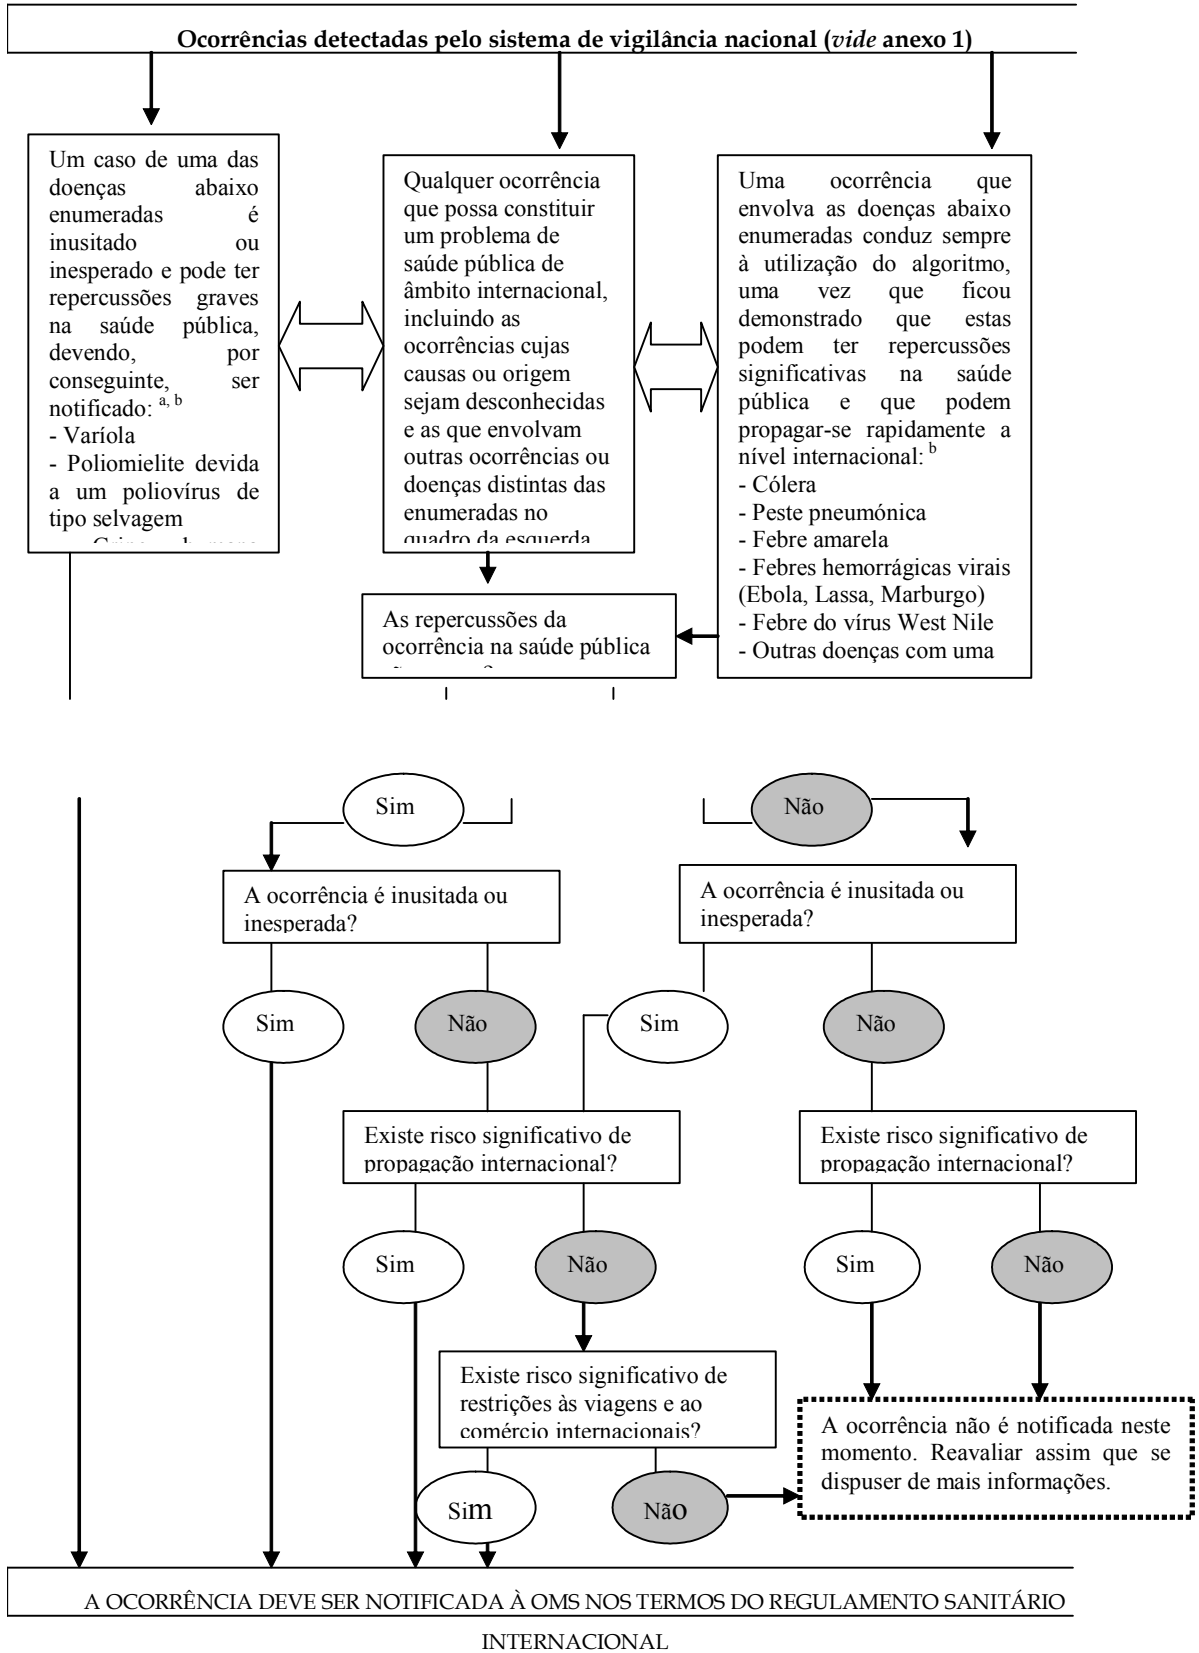 Ocorrências detectadas pelo sistema de vigilância nacional (vide anexo 1)
Um caso de uma das
doenças abaixo
enumeradas é
inusitado ou
inesperado e pode ter
repercussões graves
na saúde pública,
devendo, por
conseguinte, ser
notificado: a, b
- Varíola
- Poliomielite devida
a um poliovírus de
tipo selvagem
Qualquer ocorrência
que possa constituir
um problema de
saúde pública de
âmbito internacional,
incluindo as
ocorrências cujas
causas ou origem
sejam desconhecidas
e as que envolvam
outras ocorrências ou
doenças distintas das
enumeradas no
quadro da esquerda
Uma ocorrência que
envolva as doenças abaixo
enumeradas conduz sempre
à utilização do algoritmo,
uma vez que ficou
demonstrado que estas
podem ter repercussões
significativas na saúde
pública e que podem
propagar-se rapidamente a
nível internacional: b
- Cólera
- Peste pneumónica
- Febre amarela
- Febres hemorrágicas virais
(Ebola, Lassa, Marburgo)
- Febre do vírus West Nile
- Outras doenças com uma
As repercussões da
ocorrência na saúde pública
Sim
Não
A ocorrência é inusitada ou
inesperada?
A ocorrência é inusitada ou
inesperada?
Sim
Não
Sim
Não
Existe risco significativo de
propagação internacional?
Existe risco significativo de
propagação internacional?
Sim
Não
Sim
Não
Existe risco significativo de
restrições às viagens e ao
comércio internacionais?
A ocorrência não é notificada neste
momento. Reavaliar assim que se
dispuser de mais informações.
Sim
Não
A OCORRÊNCIA DEVE SER NOTIFICADA À OMS NOS TERMOS DO REGULAMENTO SANITÁRIO
INTERNACIONAL